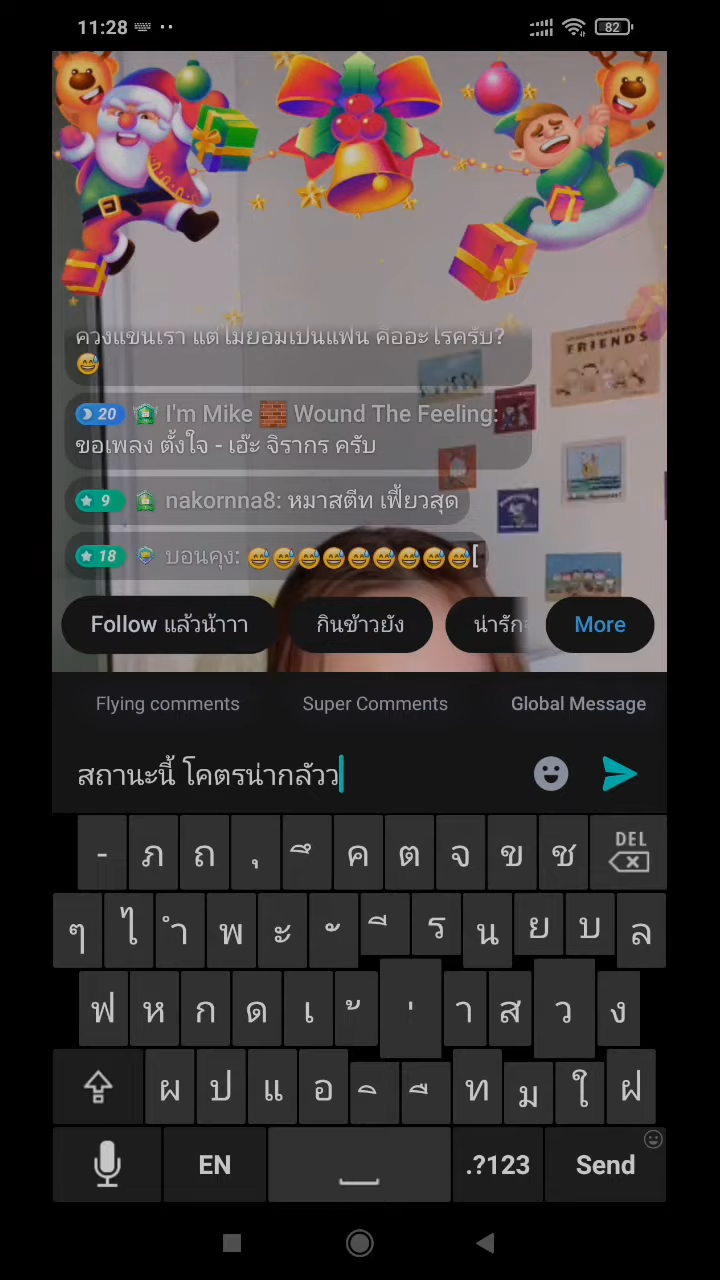 11:28
82
FRIENDS
ควงแขนเรา แต่ไม่ยอมเป็นแฟน คืออะไรครับ?
😅
20 I'm Mike 🧱 Wound The Feeling:
ขอเพลง ตั้งใจ - เอ๊ะ จิรากร ครับ
9 nakornna8: หมาสตีท เฟี้ยวสุด
18 บอนคุง: 😅😅😅😅😅😅😅😅😅[
Follow แล้วน้าาา กินข้าวยัง น่ารัก More
Flying comments Super Comments Global Message
สถานะนี้ โคตรน่ากลัวว
- ภ ถ ุ ึ ค ต จ ข ช DEL
ๆ ไ ำ พ ะ ั ี ร น ย บ ล
ฟ ห ก ด เ ้ ่ า ส ว ง
ผ ป แ อ ิ ื ท ม ใ ฝ
EN .?123 Send